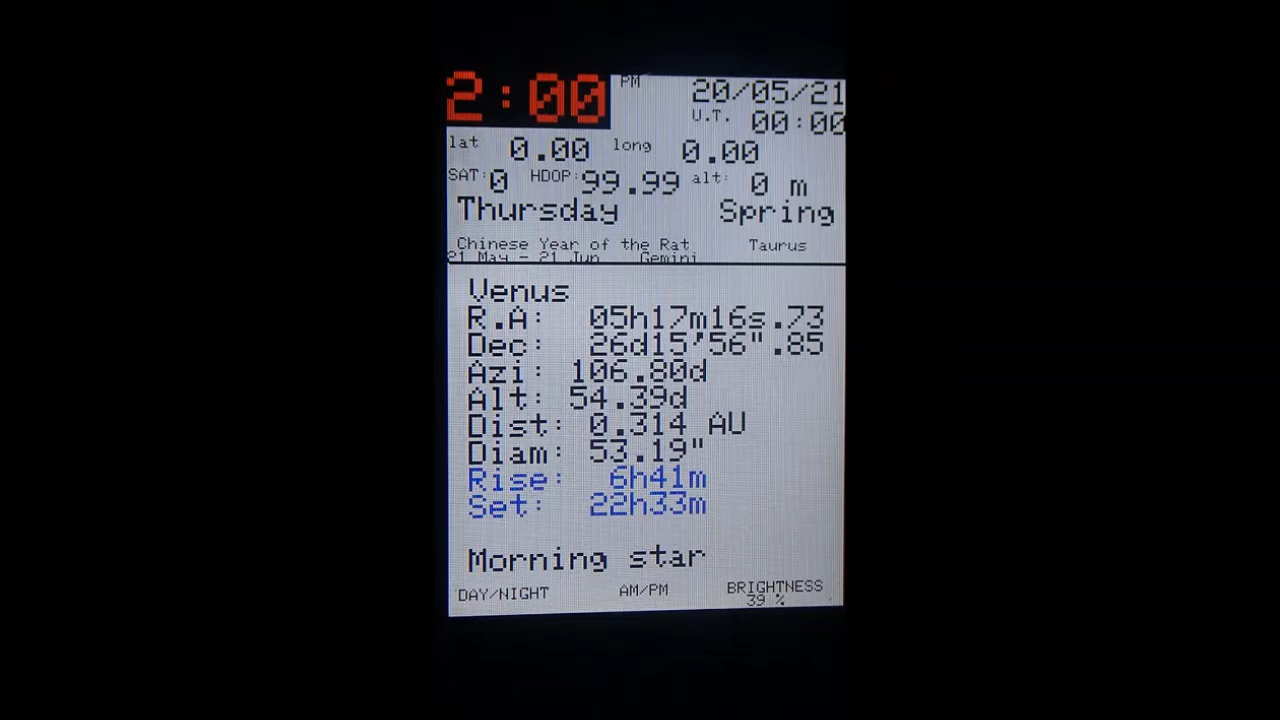 2:00 PM 20/05/21
U.T. 00:00
lat 0.00 long 0.00
SAT:0 HDOP:99.99 alt: 0 m
Thursday Spring
Chinese Year of the Rat Taurus
21 May - 21 Jun Gemini
Venus
R.A: 05h17m16s.73
Dec: 26d15'56".85
Azi: 106.80d
Alt: 54.39d
Dist: 0.314 AU
Diam: 53.19"
Rise: 6h41m
Set: 22h33m
Morning star
DAY/NIGHT AM/PM BRIGHTNESS
39 %